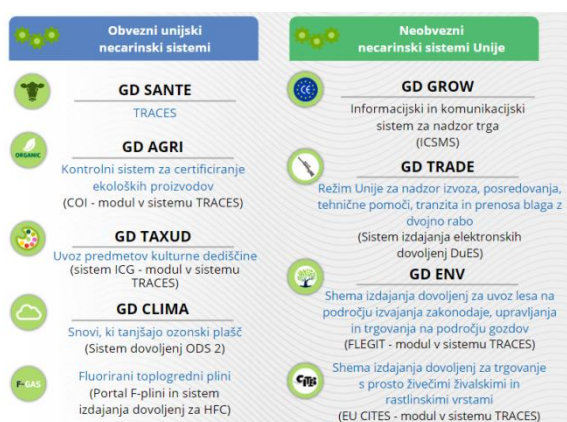 Obvezni unijski
necarinski sistemi
GD SANTE
TRACES
ORGANIC
GD AGRI
Kontrolni sistem za certificiranje
ekoloških proizvodov
(COI - modul v sistemu TRACES)
GD TAXUD
Uvoz predmetov kulturne dediščine
(sistem ICG - modul v sistemu
TRACES)
GD CLIMA
Snovi, ki tanjšajo ozonski plašč
(Sistem dovoljenj ODS 2)
F-GAS
Fluorirani toplogredni plini
(Portal F-plini in sistem
izdajanja dovoljenj za HFC)
Neobvezni
necarinski sistemi Unije
CE
GD GROW
Informacijski in komunikacijski
sistem za nadzor trga
(ICSMS)
GD TRADE
Režim Unije za nadzor izvoza, posredovanja,
tehnične pomoči, tranzita in prenosa blaga z
dvojno rabo
(Sistem izdajanja elektronskih
dovoljenj DuES)
GD ENV
Shema izdajanja dovoljenj za uvoz lesa na
področju izvajanja zakonodaje, upravljanja
in trgovanja na področju gozdov
(FLEGIT - modul v sistemu TRACES)
CITES
Shema izdajanja dovoljenj za trgovanje
s prosto živečimi živalskimi in
rastlinskimi vrstami
(EU CITES - modul v sistemu TRACES)